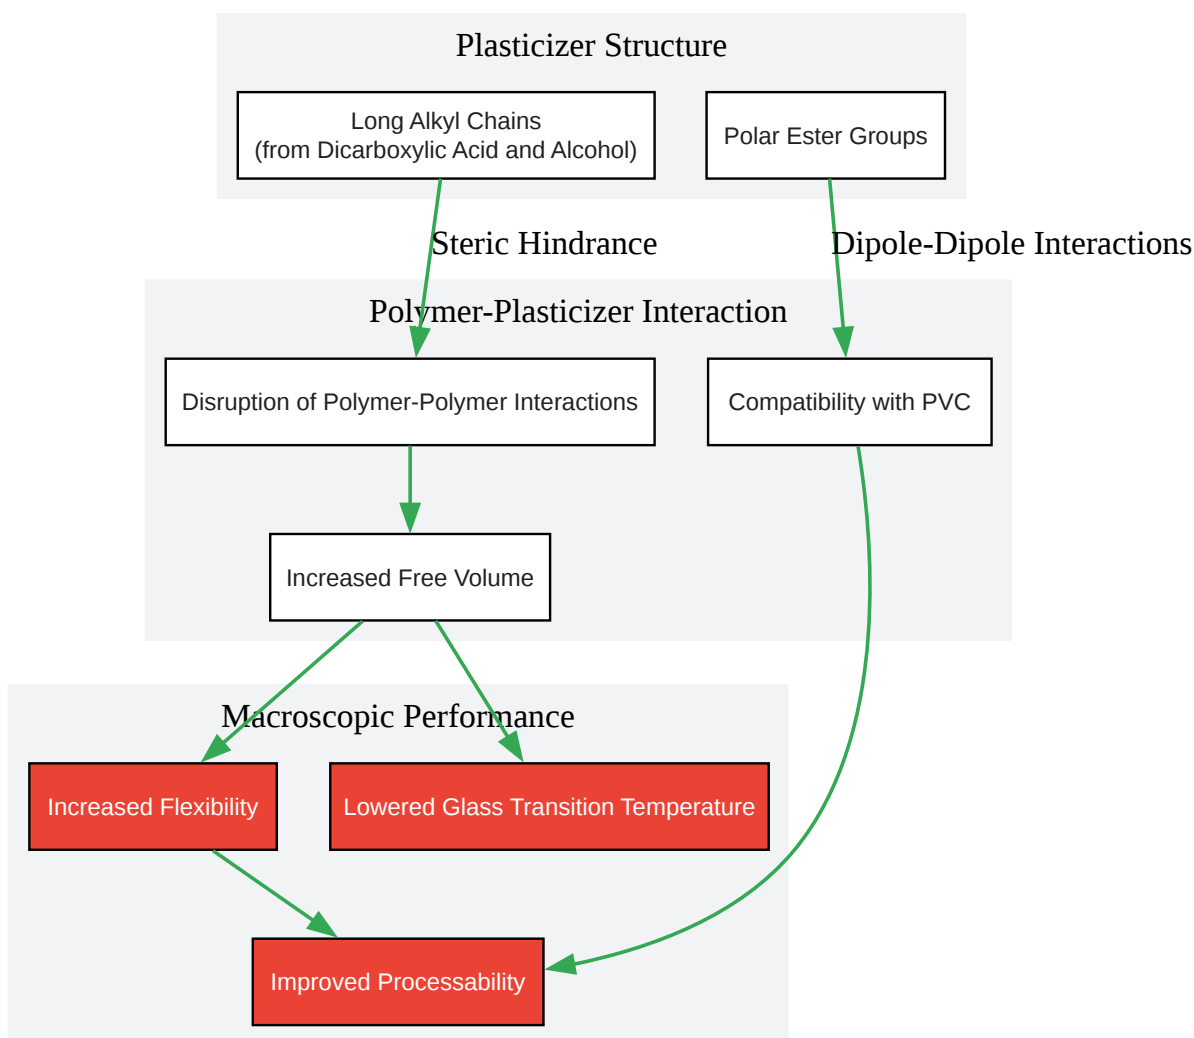 Plasticizer Structure
Long Alkyl Chains
(from Dicarboxylic Acid and Alcohol)
Polar Ester Groups
Steric Hindrance
Dipole-Dipole Interactions
Polymer-Plasticizer Interaction
Disruption of Polymer-Polymer Interactions
Compatibility with PVC
Increased Free Volume
Macroscopic Performance
Increased Flexibility
Lowered Glass Transition Temperature
Improved Processability